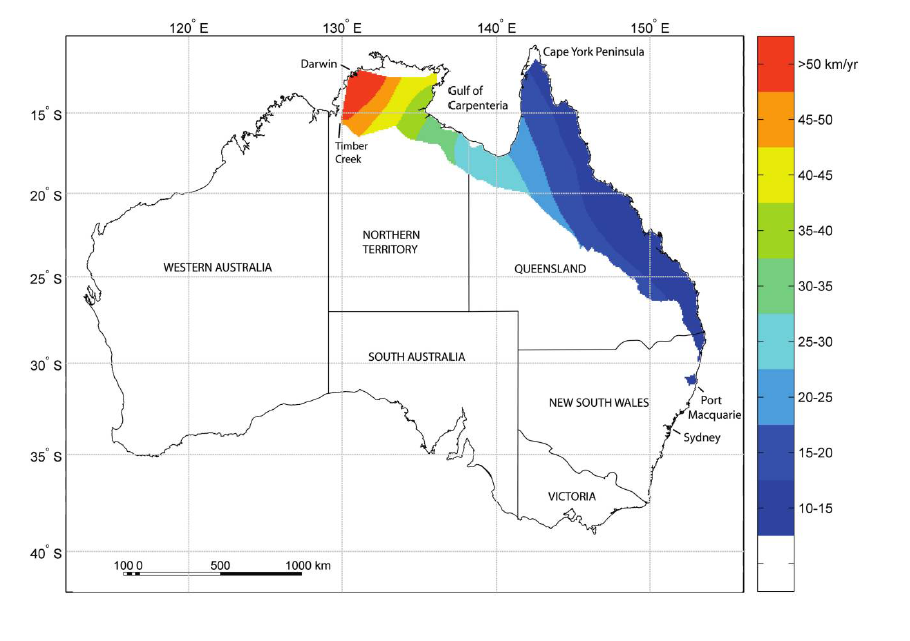 120° E
130° E
140° E
150° E
Darwin
Cape York Peninsula
>50 km/yr
Gulf of
Carpenteria
15° S
45-50
Timber
Creek
40-45
20° S
35-40
NORTHERN
TERRITORY
WESTERN AUSTRALIA
QUEENSLAND
25° S
30-35
25-30
SOUTH AUSTRALIA
30° S
20-25
NEW SOUTH WALES
Port
Macquarie
Sydney
35° S
15-20
VICTORIA
10-15
40° S
100 0 500 1000 km